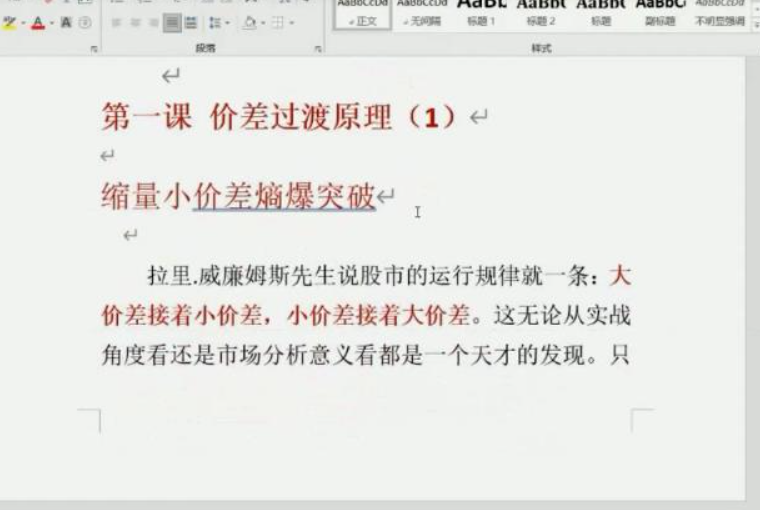 AaBbCcDd AaBbCcDd AaBb AaBb AaBb AaBbC AaBbCcDd
正文 无间隔 标题 1 标题 2 标题 副标题 不明显强调
段落 样式
第一课 价差过渡原理（1）
缩量小价差熵爆突破
拉里.威廉姆斯先生说股市的运行规律就一条：大
价差接着小价差，小价差接着大价差。这无论从实战
角度看还是市场分析意义看都是一个天才的发现。只